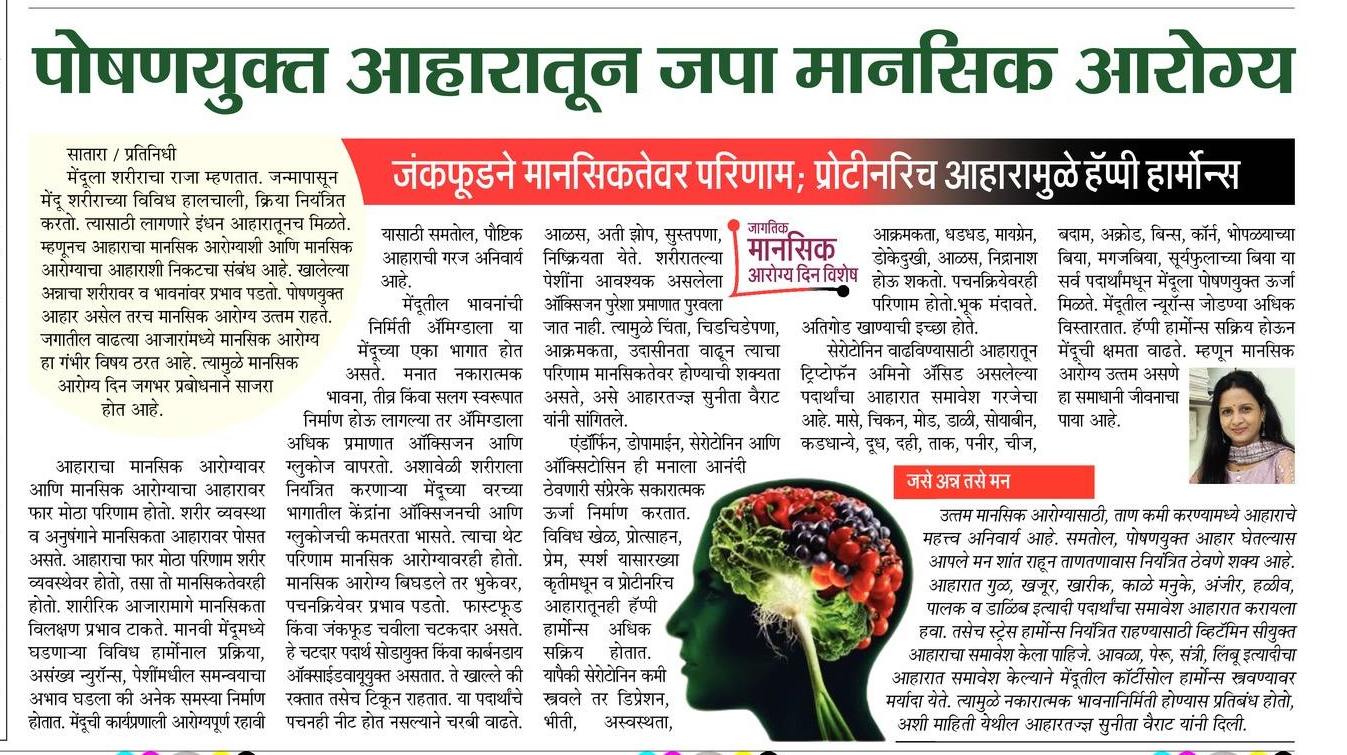 पोषणयुक्त आहारातून जपा मानसिक आरोग्य
जंकफूडने मानसिकतेवर परिणाम; प्रोटीनरिच आहारामुळे हॅप्पी हार्मोन्स
सातारा / प्रतिनिधी
मेंदूला शरीराचा राजा म्हणतात. जन्मापासून
मेंदू शरीराच्या विविध हालचाली, क्रिया नियंत्रित
करतो. त्यासाठी लागणारे इंधन आहारातूनच मिळते.
म्हणूनच आहाराचा मानसिक आरोग्याशी आणि मानसिक
आरोग्याचा आहाराशी निकटचा संबंध आहे. खालेल्या
अन्नाचा शरीरावर व भावनांवर प्रभाव पडतो. पोषणयुक्त
आहार असेल तरच मानसिक आरोग्य उत्तम राहते.
जगातील वाढत्या आजारांमध्ये मानसिक आरोग्य
हा गंभीर विषय ठरत आहे. त्यामुळे मानसिक
आरोग्य दिन जगभर प्रबोधनाने साजरा
होत आहे.
आहाराचा मानसिक आरोग्यावर
आणि मानसिक आरोग्याचा आहारावर
फार मोठा परिणाम होतो. शरीर व्यवस्था
व अनुषंगाने मानसिकता आहारावर पोसत
असते. आहाराचा फार मोठा परिणाम शरीर
व्यवस्थेवर होतो, तसा तो मानसिकतेवरही
होतो. शारीरिक आजारामागे मानसिकता
विलक्षण प्रभाव टाकते. मानवी मेंदूमध्ये
घडणाऱ्या विविध हार्मोनाल प्रक्रिया,
असंख्य न्युरॉन्स, पेशींमधील समन्वयाचा
अभाव घडला की अनेक समस्या निर्माण
होतात. मेंदूची कार्यप्रणाली आरोग्यपूर्ण रहावी
यासाठी समतोल, पौष्टिक
आहाराची गरज अनिवार्य
आहे.
मेंदूतील भावनांची
निर्मिती ॲमिग्डाला या
मेंदूच्या एका भागात होत
असते. मनात नकारात्मक
भावना, तीव्र किंवा सलग स्वरूपात
निर्माण होऊ लागल्या तर ॲमिग्डाला
अधिक प्रमाणात ऑक्सिजन आणि
ग्लुकोज वापरतो. अशावेळी शरीराला
नियंत्रित करणाऱ्या मेंदूच्या वरच्या
भागातील केंद्रांना ऑक्सिजनची आणि
ग्लुकोजची कमतरता भासते. त्याचा थेट
परिणाम मानसिक आरोग्यावरही होतो.
मानसिक आरोग्य बिघडले तर भुकेवर,
पचनक्रियेवर प्रभाव पडतो. फास्टफूड
किंवा जंकफूड चवीला चटकदार असते.
हे चटदार पदार्थ सोडायुक्त किंवा कार्बनडाय
ऑक्साईडवायूयुक्त असतात. ते खाल्ले की
रक्तात तसेच टिकून राहतात. या पदार्थांचे
पचनही नीट होत नसल्याने चरबी वाढते.
आळस, अती झोप, सुस्तपणा,
निष्क्रियता येते. शरीरातल्या
पेशींना आवश्यक असलेला
ऑक्सिजन पुरेशा प्रमाणात पुरवला
जात नाही. त्यामुळे चिंता, चिडचिडेपणा,
आक्रमकता, उदासीनता वाढून त्याचा
परिणाम मानसिकतेवर होण्याची शक्यता
असते, असे आहारतज्ज्ञ सुनीता वैराट
यांनी सांगितले.
एंडॉर्फिन, डोपामाईन, सेरोटोनिन आणि
ऑक्सिटोसिन ही मनाला आनंदी
ठेवणारी संप्रेरके सकारात्मक
ऊर्जा निर्माण करतात.
विविध खेळ, प्रोत्साहन,
प्रेम, स्पर्श यासारख्या
कृतीमधून व प्रोटीनरिच
आहारातूनही हॅप्पी
हार्मोन्स अधिक
सक्रिय होतात.
यापैकी सेरोटोनिन कमी
स्त्रवले तर डिप्रेशन,
भीती, अस्वस्थता,
जागतिक
मानसिक
आरोग्य दिन विशेष
आक्रमकता, धडधड, मायग्रेन,
डोकेदुखी, आळस, निद्रानाश
होऊ शकतो. पचनक्रियेवरही
परिणाम होतो.भूक मंदावते.
अतिगोड खाण्याची इच्छा होते.
सेरोटोनिन वाढविण्यासाठी आहारातून
ट्रिप्टोफॅन अमिनो ॲसिड असलेल्या
पदार्थांचा आहारात समावेश गरजेचा
आहे. मासे, चिकन, मोड, डाळी, सोयाबीन,
कडधान्ये, दूध, दही, ताक, पनीर, चीज,
बदाम, अक्रोड, बिन्स, कॉर्न, भोपळयाच्या
बिया, मगजबिया, सूर्यफुलाच्या बिया या
सर्व पदार्थांमधून मेंदूला पोषणयुक्त ऊर्जा
मिळते. मेंदूतील न्यूरॉन्स जोडण्या अधिक
विस्तारतात. हॅप्पी हार्मोन्स सक्रिय होऊन
मेंदूची क्षमता वाढते. म्हणून मानसिक
आरोग्य उत्तम असणे
हा समाधानी जीवनाचा
पाया आहे.
जसे अन्न तसे मन
उत्तम मानसिक आरोग्यासाठी, ताण कमी करण्यामध्ये आहाराचे
महत्त्व अनिवार्य आहे. समतोल, पोषणयुक्त आहार घेतल्यास
आपले मन शांत राहून ताणतणावास नियंत्रित ठेवणे शक्य आहे.
आहारात गुळ, खजूर, खारीक, काळे मनुके, अंजीर, हळीव,
पालक व डाळिंब इत्यादी पदार्थांचा समावेश आहारात करायला
हवा. तसेच स्ट्रेस हार्मोन्स नियंत्रित राहण्यासाठी व्हिटॅमिन सीयुक्त
आहाराचा समावेश केला पाहिजे. आवळा, पेरू, संत्री, लिंबू इत्यादीचा
आहारात समावेश केल्याने मेंदूतील कॉर्टीसोल हार्मोन्स स्त्रवण्यावर
मर्यादा येते. त्यामुळे नकारात्मक भावनानिर्मिती होण्यास प्रतिबंध होतो,
अशी माहिती येथील आहारतज्ज्ञ सुनीता वैराट यांनी दिली.